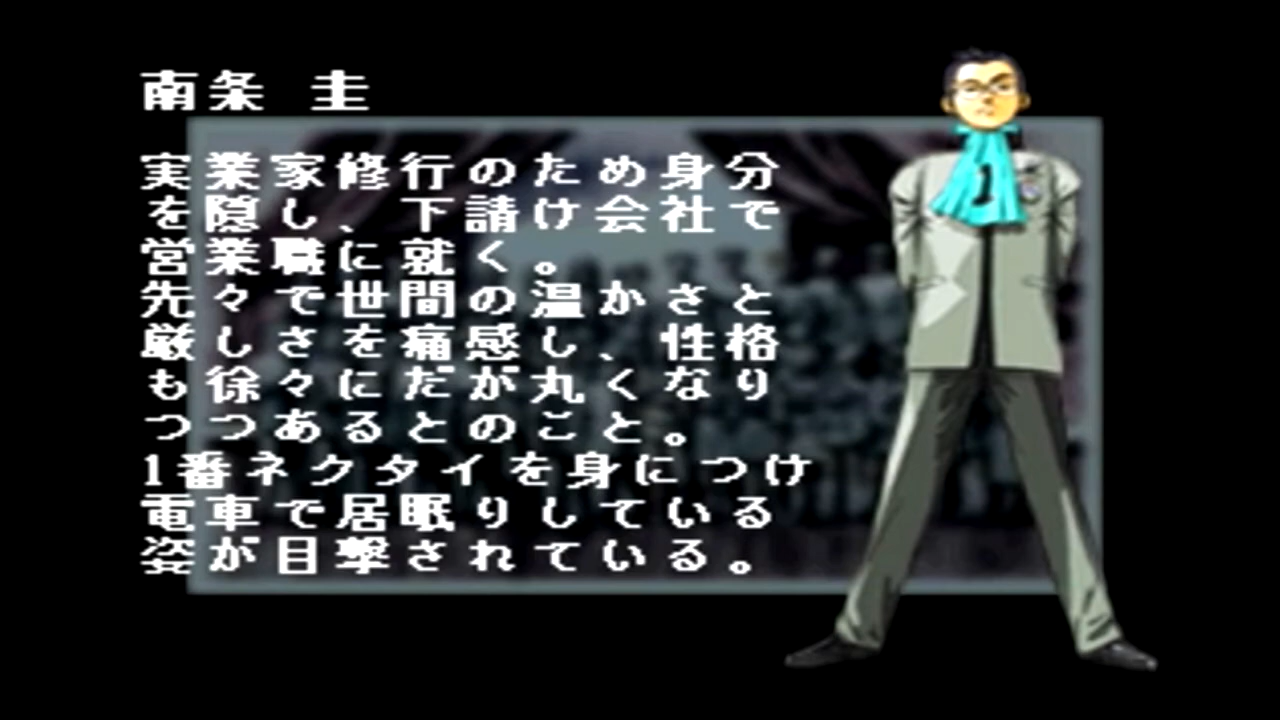 南条 圭
実業家修行のため身分
を隠し、下請け会社で
営業職に就く。
先々で世間の温かさと
厳しさを痛感し、性格
も徐々にだが丸くなり
つつあるとのこと。
1番ネクタイを身につけ
電車で居眠りしている
姿が目撃されている。
1